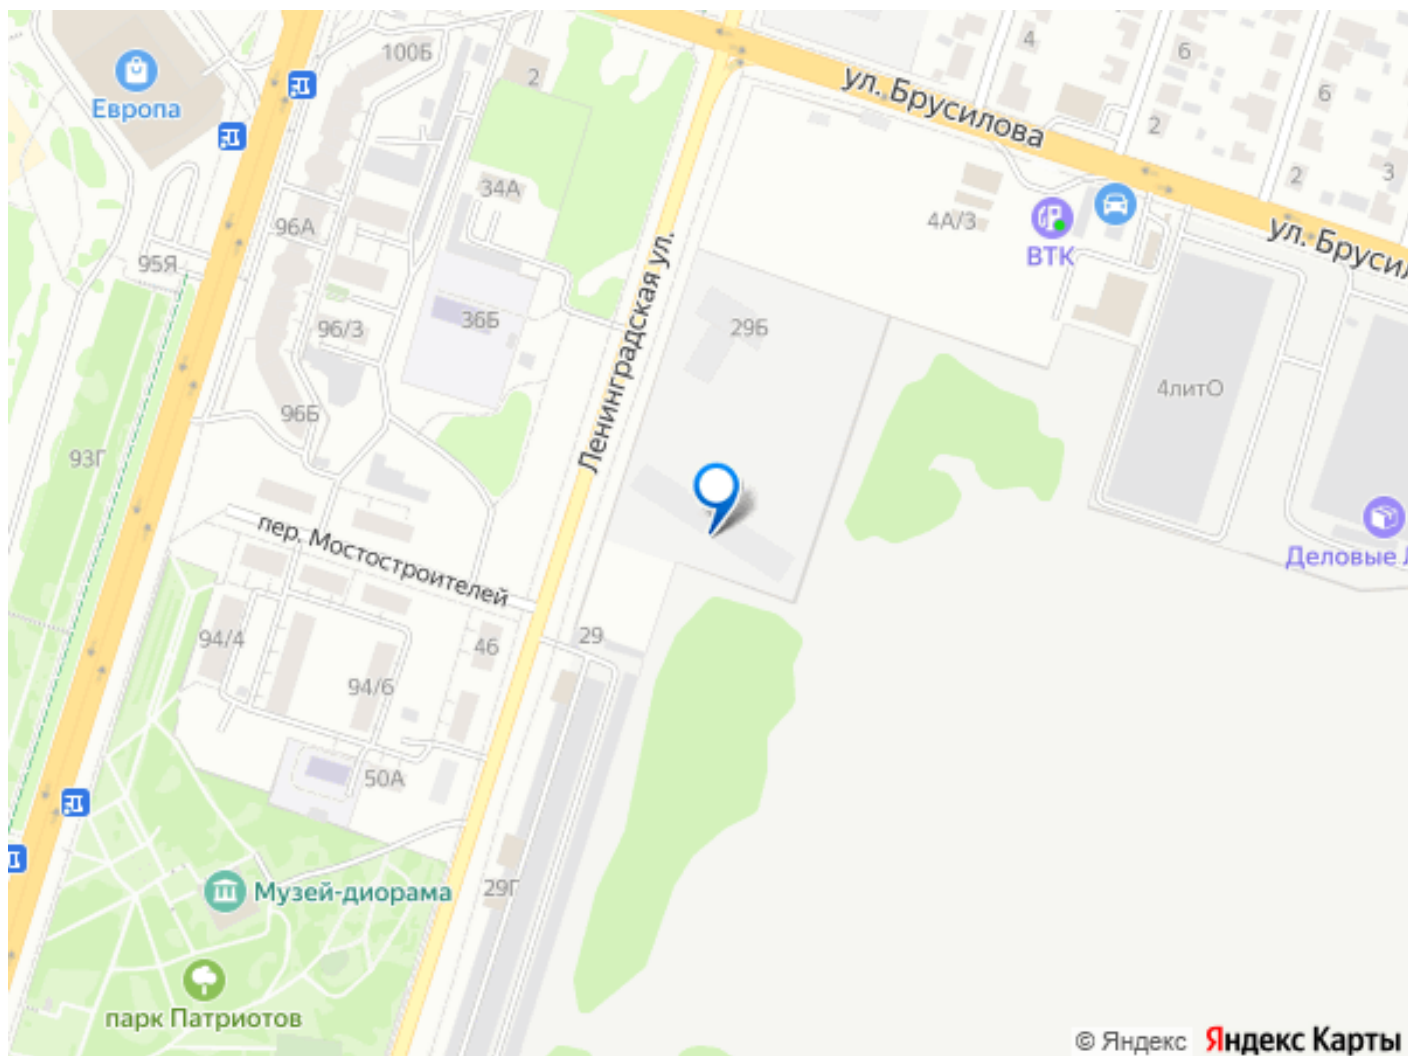 100Б
2
Европа
ул. Брусилова
4
6
6
2
2
3
34А
96А
95Я
4А/3
ВТК
ул. Брусил
36Б
96/3
29Б
Ленинградская ул.
4литО
96Б
93Г
пер. Мостостроителей
Деловые Л
94/4
46
29
94/6
50А
29Г
Музей-диорама
парк Патриотов
© Яндекс Яндекс Карты